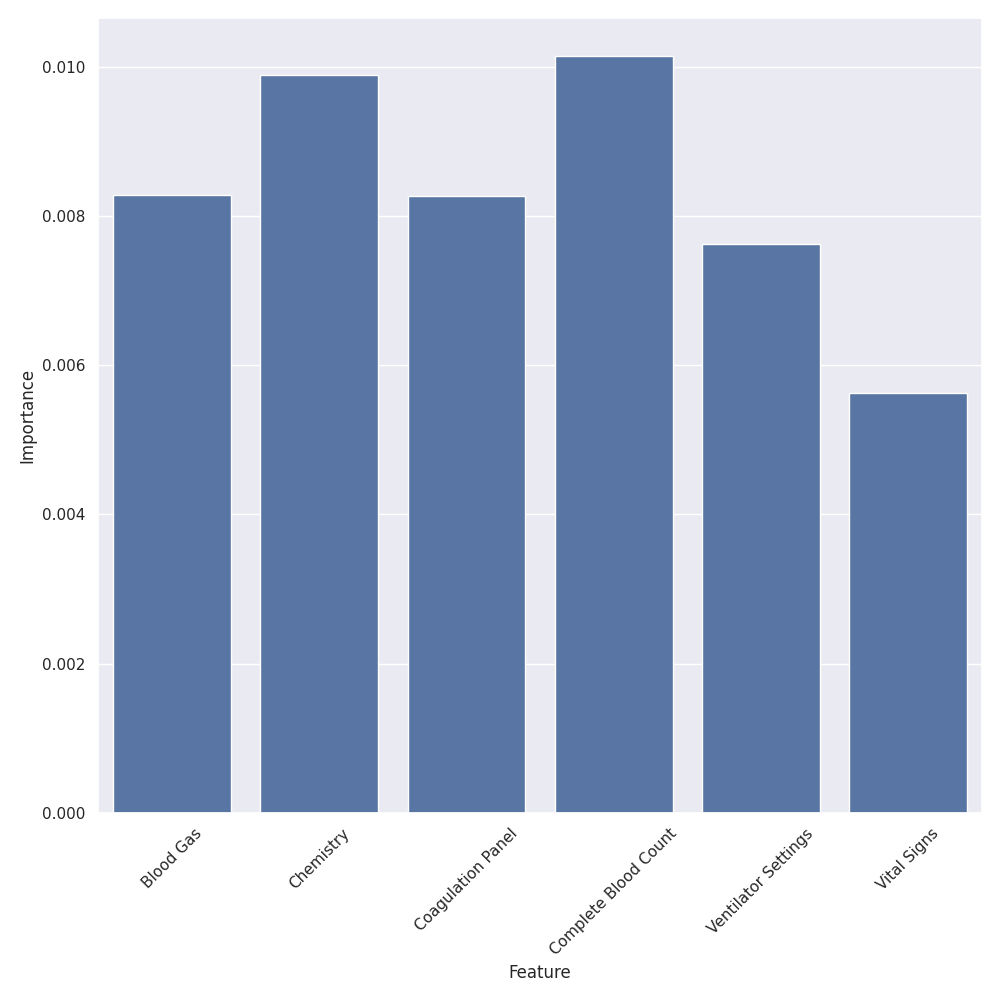 0.010
0.008
0.006
0.004
0.002
0.000
Importance
Blood Gas
Chemistry
Coagulation Panel
Complete Blood Count
Ventilator Settings
Vital Signs
Feature